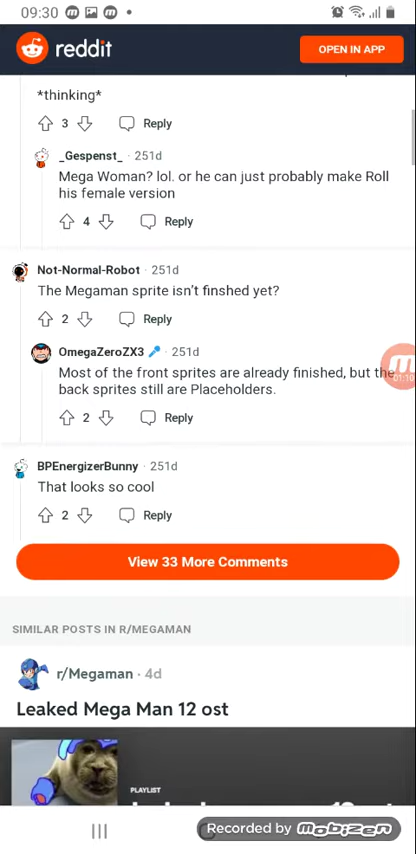 09:30
reddit
OPEN IN APP
*thinking*
3 Reply
_Gespenst_ · 251d
Mega Woman? lol. or he can just probably make Roll
his female version
4 Reply
Not-Normal-Robot · 251d
The Megaman sprite isn't finshed yet?
2 Reply
OmegaZeroZX3 · 251d
Most of the front sprites are already finished, but the
back sprites still are Placeholders.
01:10
2 Reply
BPEnergizerBunny · 251d
That looks so cool
2 Reply
View 33 More Comments
SIMILAR POSTS IN R/MEGAMAN
r/Megaman · 4d
Leaked Mega Man 12 ost
PLAYLIST
Recorded by MOBIZEN